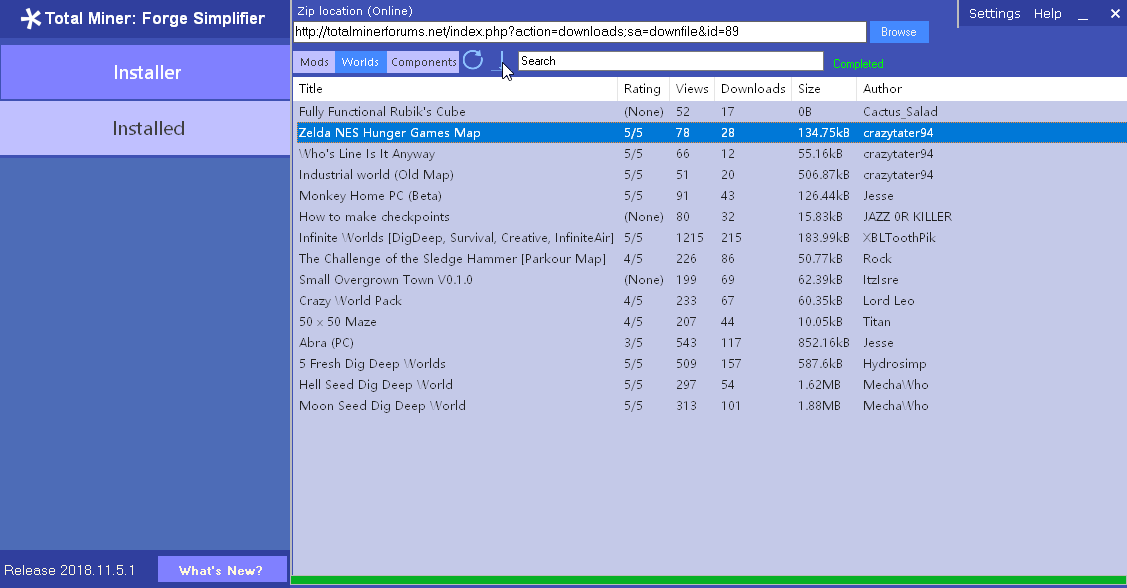 Total Miner: Forge Simplifier
Zip location (Online)
Settings Help _ ×
http://totalminerforums.net/index.php?action=downloads;sa=downfile&id=89 Browse
Mods Worlds Components Search Completed
Installer
Installed
Title Rating Views Downloads Size Author
Fully Functional Rubik's Cube (None) 52 17 0B Cactus_Salad
Zelda NES Hunger Games Map 5/5 78 28 134.75kB crazytater94
Who's Line Is It Anyway 5/5 66 12 55.16kB crazytater94
Industrial world (Old Map) 5/5 51 20 506.87kB crazytater94
Monkey Home PC (Beta) 5/5 91 43 126.44kB Jesse
How to make checkpoints (None) 80 32 15.83kB JAZZ 0R KILLER
Infinite Worlds [DigDeep, Survival, Creative, InfiniteAir] 5/5 1215 215 183.99kB XBLToothPik
The Challenge of the Sledge Hammer [Parkour Map] 4/5 226 86 50.77kB Rock
Small Overgrown Town V0.1.0 (None) 199 69 62.39kB ItzIsre
Crazy World Pack 4/5 233 67 60.35kB Lord Leo
50 x 50 Maze 4/5 207 44 10.05kB Titan
Abra (PC) 3/5 543 117 852.16kB Jesse
5 Fresh Dig Deep Worlds 5/5 509 157 587.6kB Hydrosimp
Hell Seed Dig Deep World 5/5 297 54 1.62MB MechaWho
Moon Seed Dig Deep World 5/5 313 101 1.88MB MechaWho
Release 2018.11.5.1 What's New?